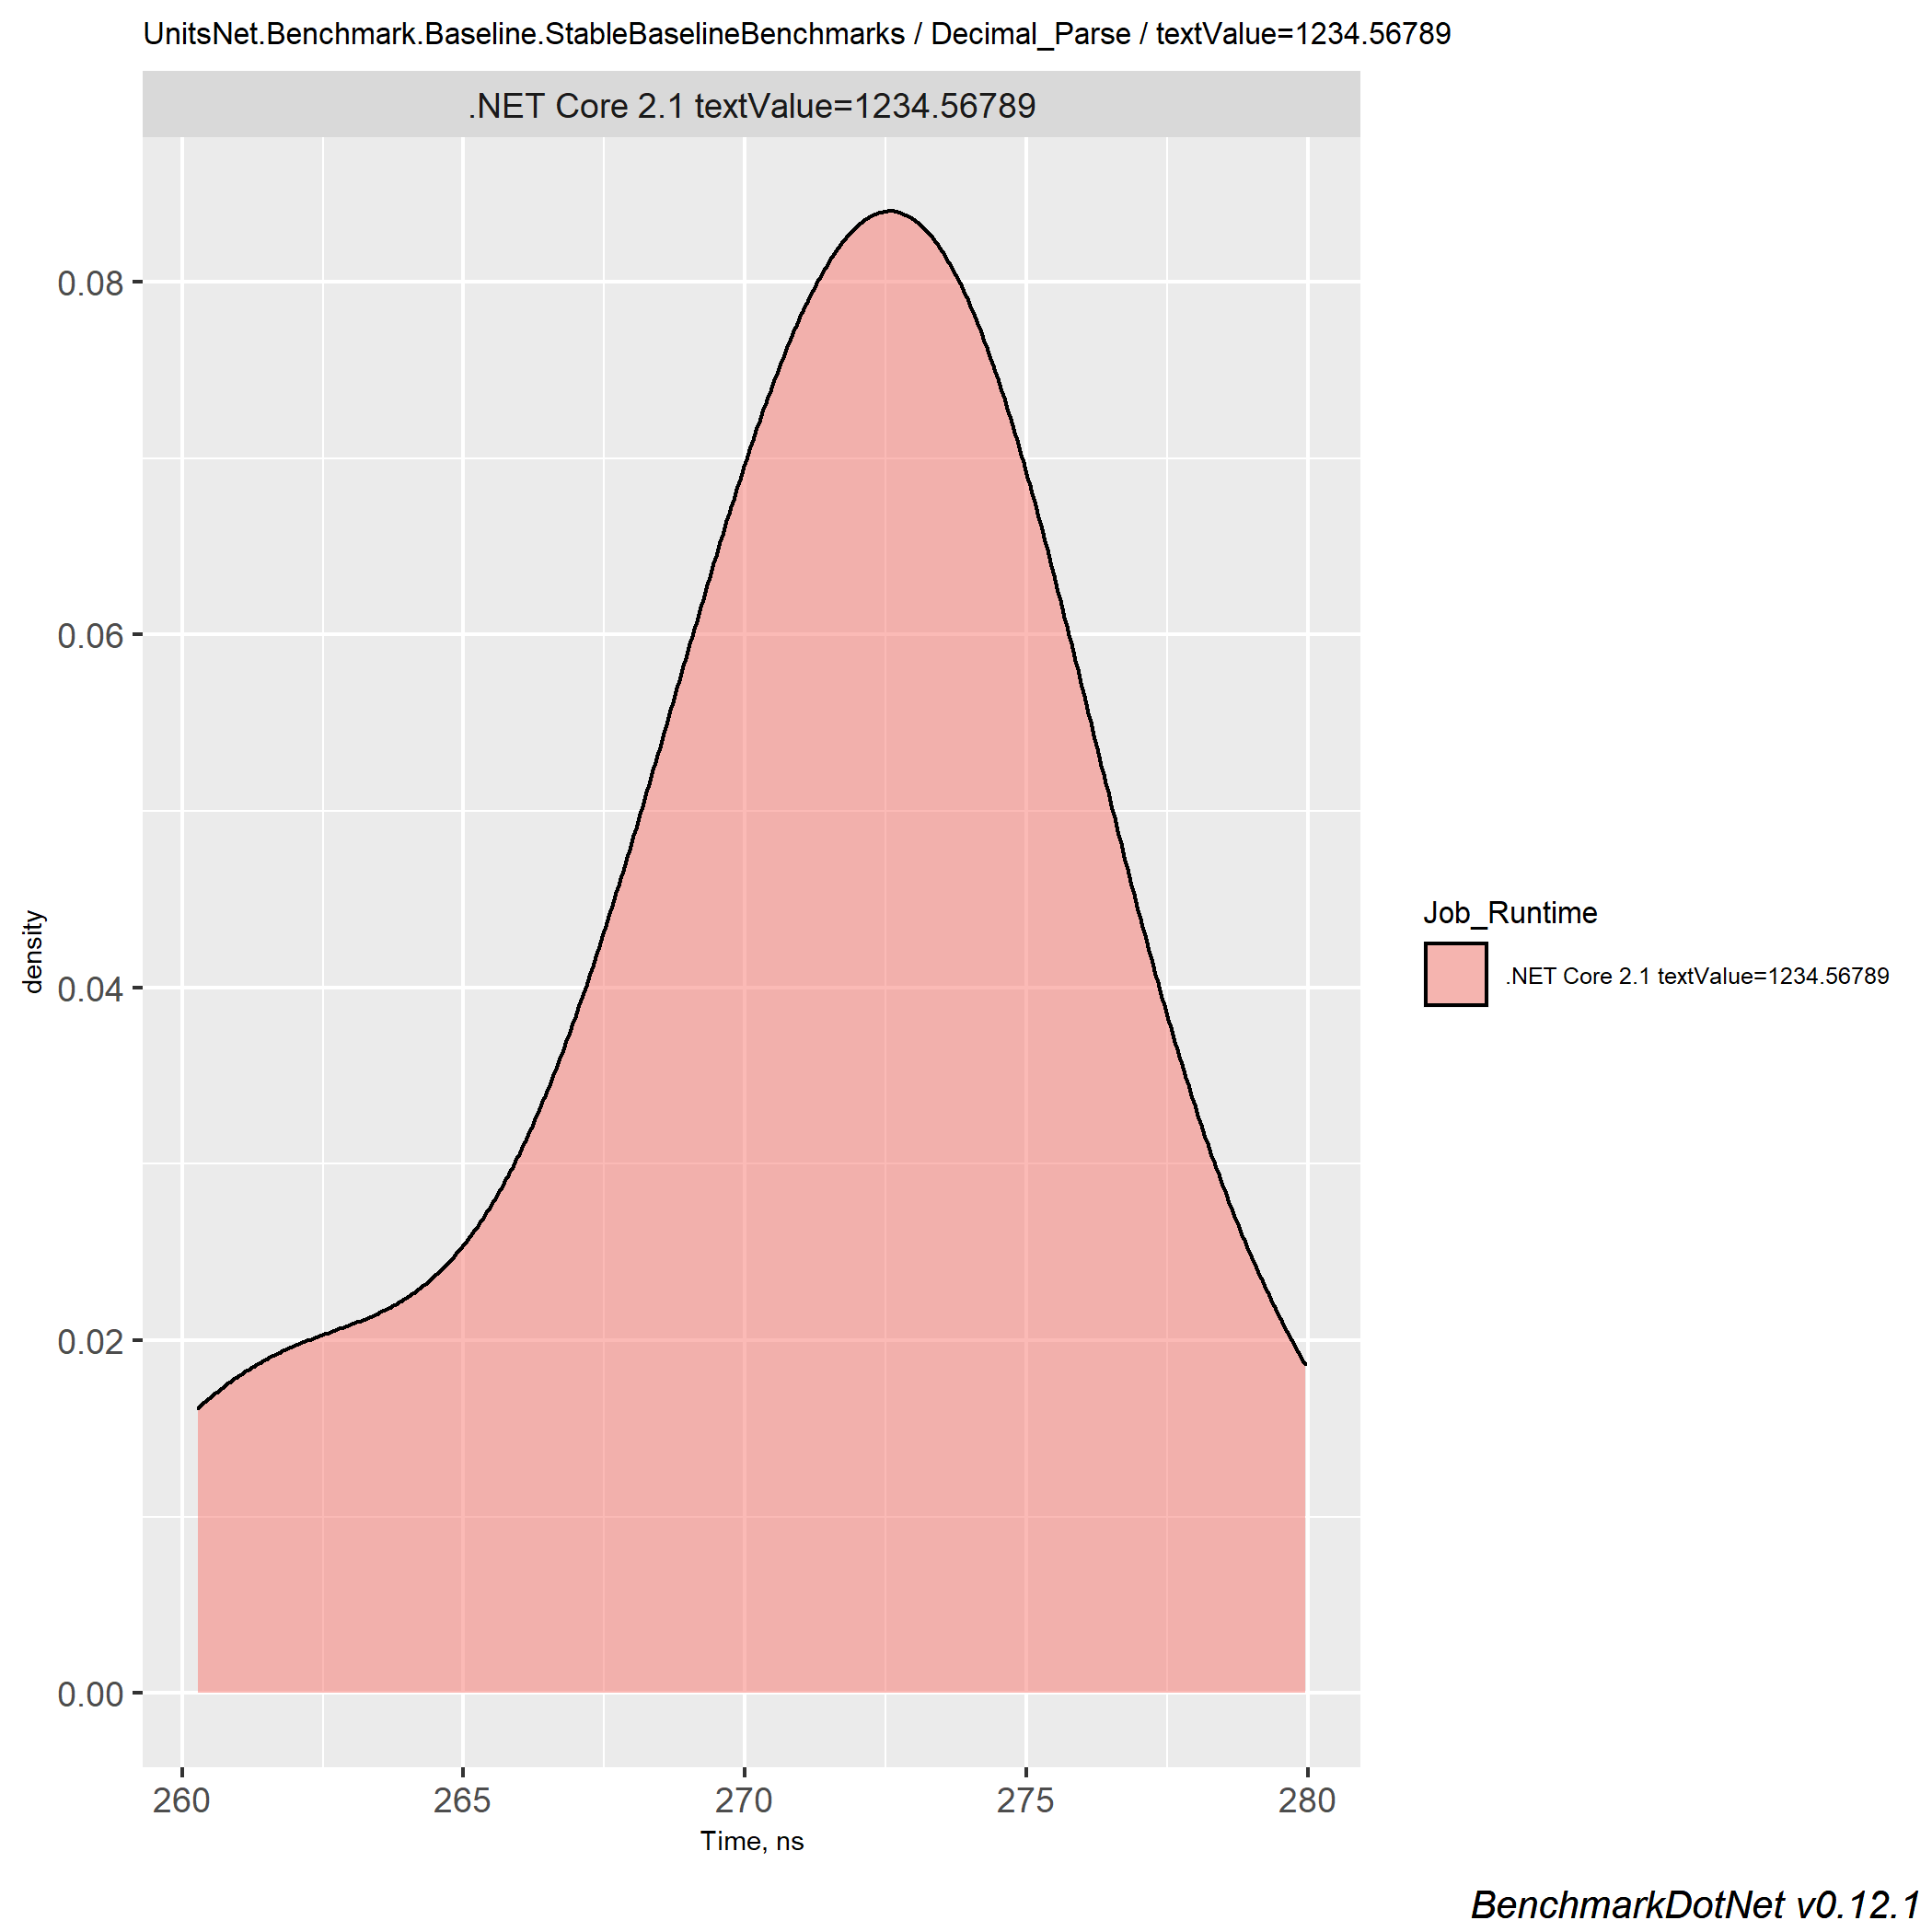 UnitsNet.Benchmark.Baseline.StableBaselineBenchmarks / Decimal_Parse / textValue=1234.56789
.NET Core 2.1 textValue=1234.56789
0.08
0.06
0.04
0.02
0.00
density
260 265 270 275 280
Time, ns
Job_Runtime
.NET Core 2.1 textValue=1234.56789
BenchmarkDotNet v0.12.1